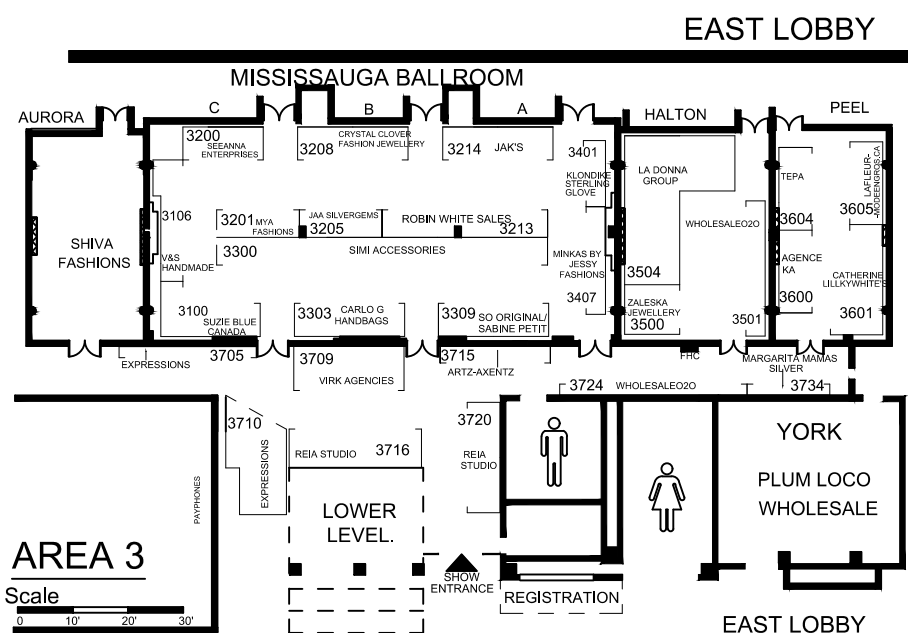 EAST LOBBY
MISSISSAUGA BALLROOM
AURORA
C
B
A
HALTON
PEEL
3200
SEEANNA
ENTERPRISES
3208
CRYSTAL CLOVER
FASHION JEWELLERY
3214
JAK'S
3401
KLONDIKE
STERLING
GLOVE
LA DONNA
GROUP
TEPA
LAFLEUR-
-MODEENGROS.CA
3106
3201
MYA
FASHIONS
JAA SILVERGEMS
3205
ROBIN WHITE SALES
3213
WHOLESALEO2O
3604
3605
SHIVA
FASHIONS
3300
SIMI ACCESSORIES
V&S
HANDMADE
MINKAS BY
JESSY
FASHIONS
3504
AGENCE
KA
CATHERINE
LILLKYWHITE'S
3100
SUZIE BLUE
CANADA
3303
CARLO G
HANDBAGS
3309
SO ORIGINAL/
SABINE PETIT
3407
ZALESKA
-JEWELLERY
3500
3501
3600
3601
EXPRESSIONS
3705
3709
VIRK AGENCIES
3715
ARTZ-AXENTZ
FHC
MARGARITA MAMAS
SILVER
3724
WHOLESALEO2O
3734
3710
EXPRESSIONS
REIA STUDIO
3716
3720
REIA
STUDIO
YORK
PLUM LOCO
WHOLESALE
PAYPHONES
LOWER
LEVEL.
AREA 3
Scale
0 10' 20' 30'
SHOW
ENTRANCE
REGISTRATION
EAST LOBBY